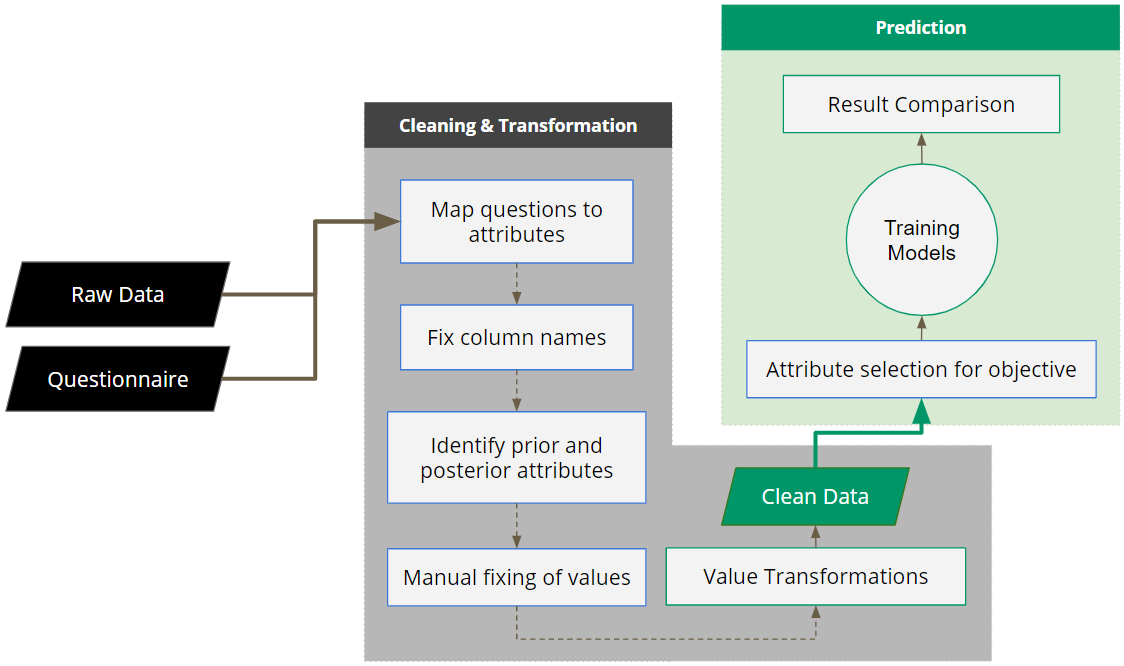 Prediction
Result Comparison
Cleaning & Transformation
Map questions to
attributes
Training
Models
Raw Data
Fix column names
Questionnaire
Attribute selection for objective
Identify prior and
posterior attributes
Clean Data
Manual fixing of values
Value Transformations